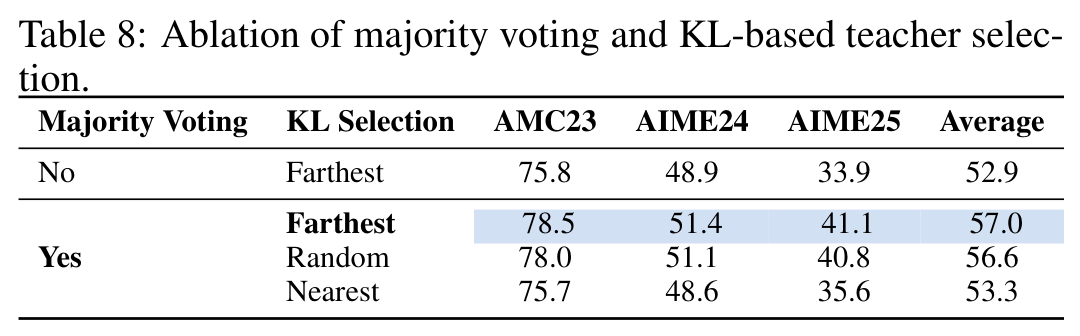 Table 8: Ablation of majority voting and KL-based teacher selec-
tion.
Majority Voting KL Selection AMC23 AIME24 AIME25 Average
No Farthest 75.8 48.9 33.9 52.9
Farthest 78.5 51.4 41.1 57.0
Yes Random 78.0 51.1 40.8 56.6
Nearest 75.7 48.6 35.6 53.3